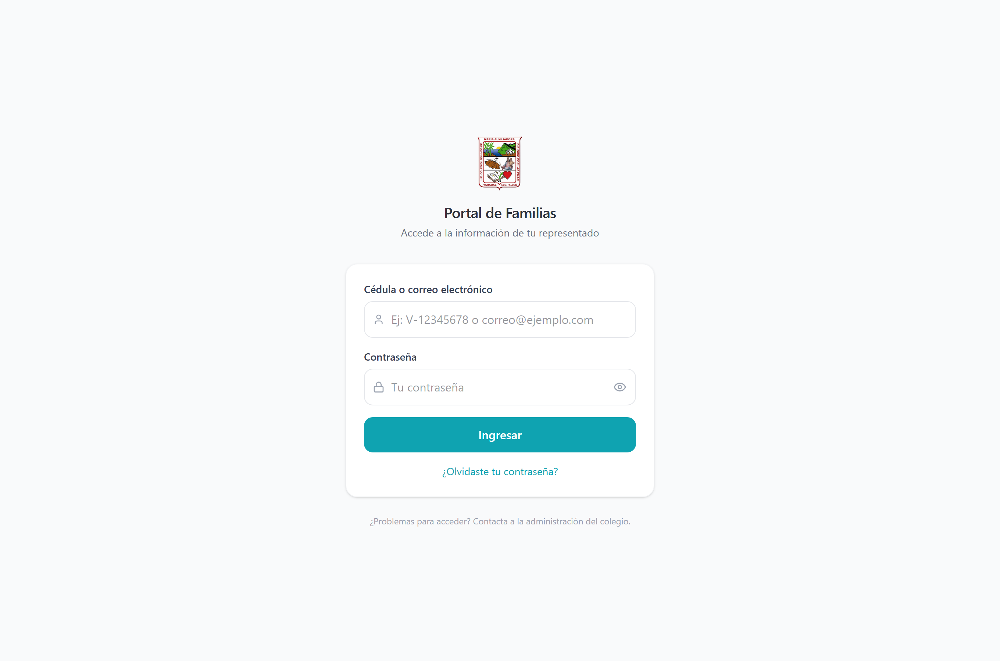 MARIA AUXILIADORA
U.E. COLEGIO LOS HIJOS DE
DIRIGIDO POR LAS EMAR
YARACAL EDO. FALCON
Portal de Familias
Accede a la información de tu representado
Cédula o correo electrónico
Ej: V-12345678 o correo@ejemplo.com
Contraseña
Tu contraseña
Ingresar
¿Olvidaste tu contraseña?
¿Problemas para acceder? Contacta a la administración del colegio.